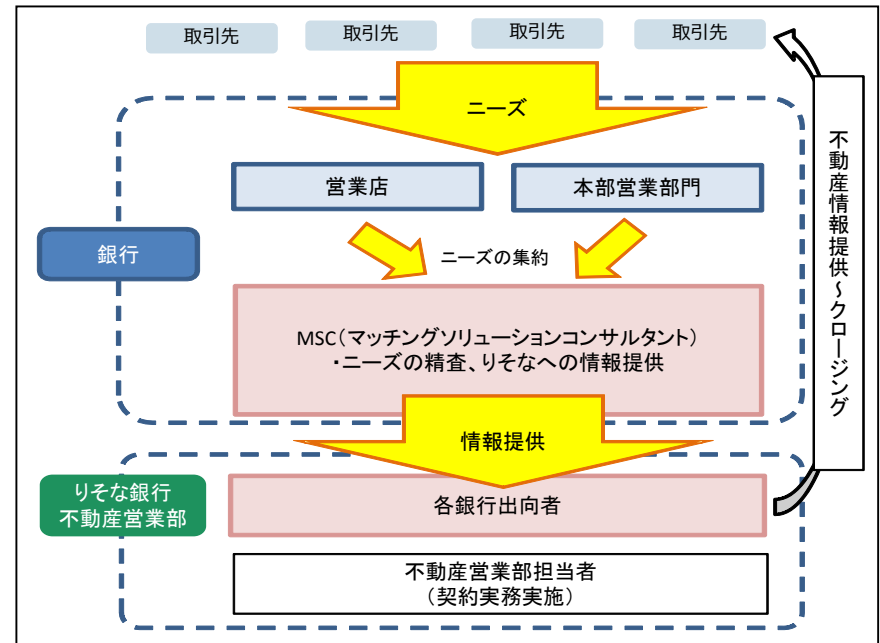 取引先
取引先
取引先
取引先
ニーズ
営業店
本部営業部門
銀行
ニーズの集約
MSC(マッチングソリューションコンサルタント)
・ニーズの精査、りそなへの情報提供
不動産情報提供～クロージング
情報提供
りそな銀行
不動産営業部
各銀行出向者
不動産営業部担当者
(契約実務実施)